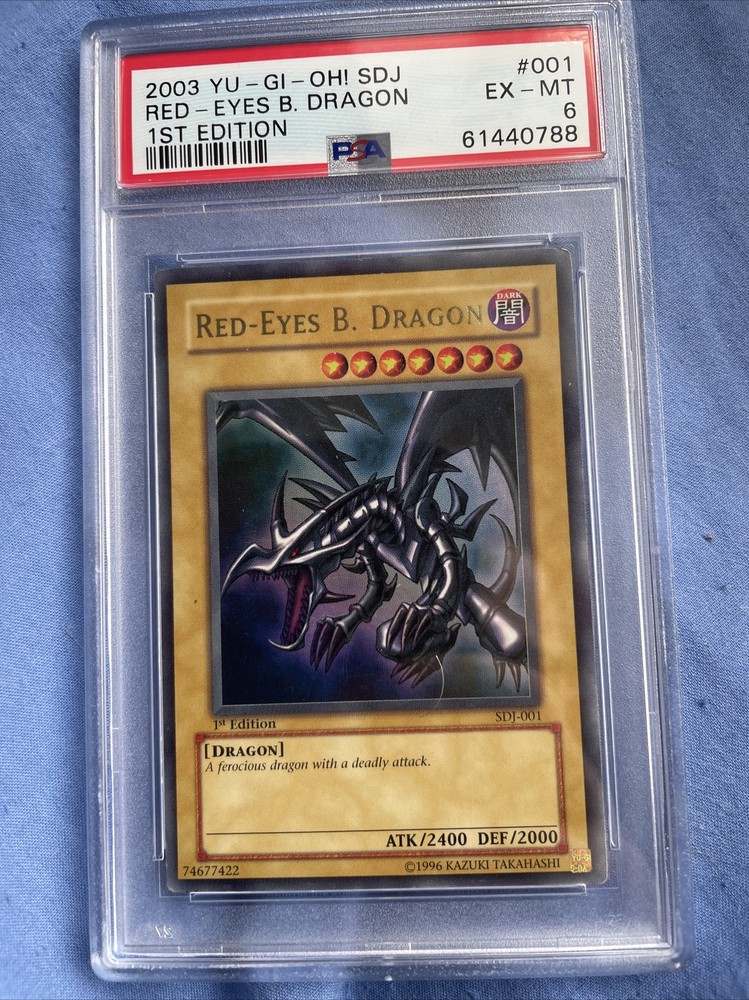 2003 YU-GI-OH! SDJ #001
RED-EYES B. DRAGON EX-MT
1ST EDITION 6
PSA 61440788
RED-EYES B. DRAGON
DARK
闇
1st Edition SDJ-001
[DRAGON]
A ferocious dragon with a deadly attack.
ATK/2400 DEF/2000
74677422 ©1996 KAZUKI TAKAHASHI